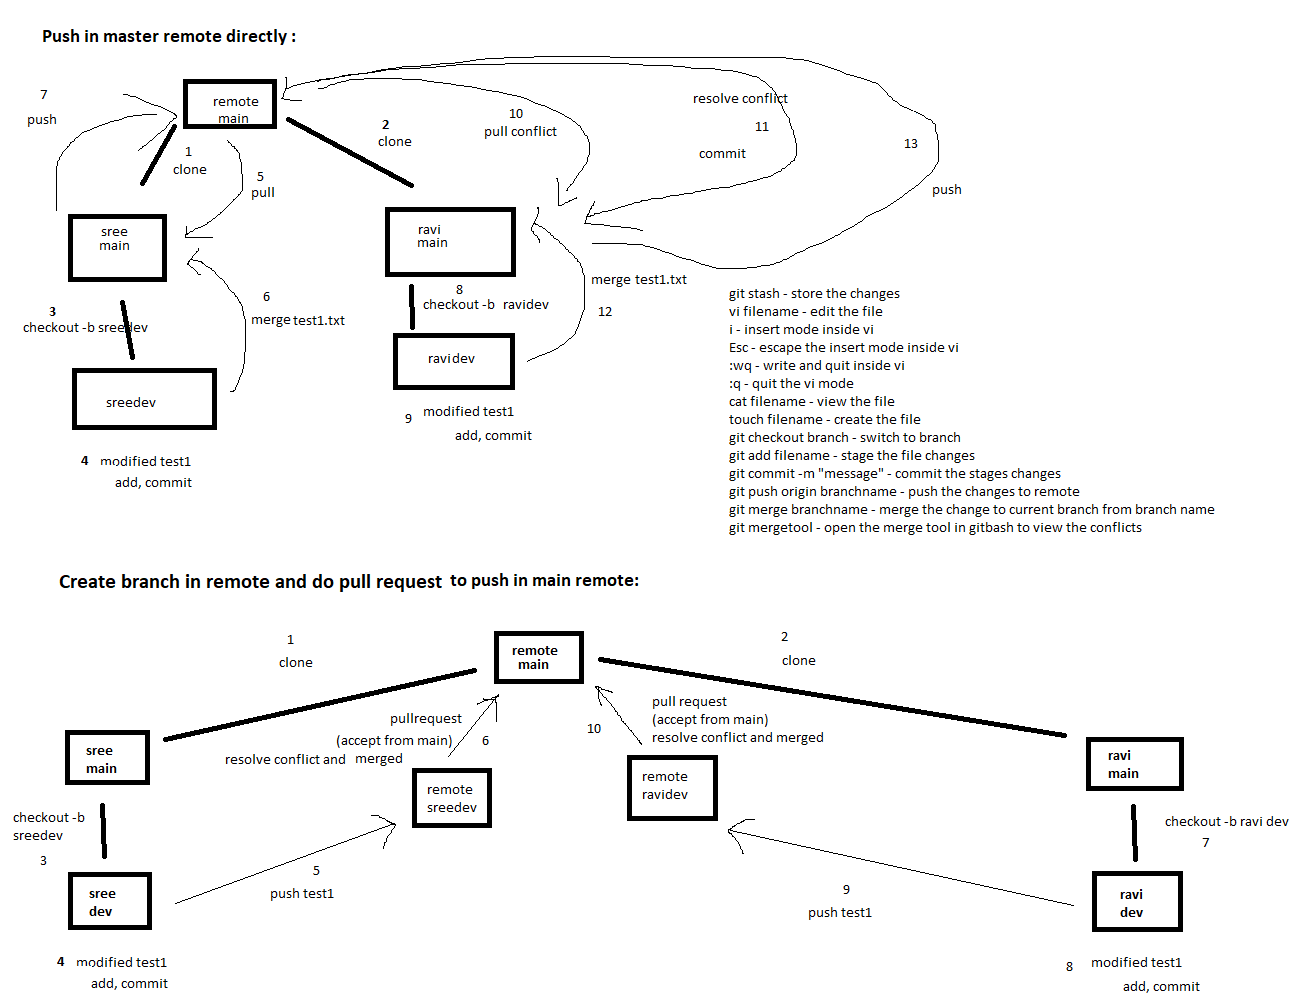 Push in master remote directly :
7
push
remote
main
1
clone
2
clone
5
pull
10
pull conflict
resolve conflict
11
commit
13
push
sree
main
ravi
main
3
checkout -b sreedev
6
merge test1.txt
8
checkout -b ravidev
merge test1.txt
12
sreedev
ravidev
4 modified test1
add, commit
9 modified test1
add, commit
git stash - store the changes
vi filename - edit the file
i - insert mode inside vi
Esc - escape the insert mode inside vi
:wq - write and quit inside vi
:q - quit the vi mode
cat filename - view the file
touch filename - create the file
git checkout branch - switch to branch
git add filename - stage the file changes
git commit -m "message" - commit the stages changes
git push origin branchname - push the changes to remote
git merge branchname - merge the change to current branch from branch name
git mergetool - open the merge tool in gitbash to view the conflicts
Create branch in remote and do pull request to push in main remote:
1
clone
remote
main
2
clone
pullrequest
(accept from main)
6
resolve conflict and merged
10
pull request
(accept from main)
resolve conflict and merged
sree
main
remote
sreedev
remote
ravidev
ravi
main
checkout -b
sreedev
3
checkout -b ravi dev
7
5
push test1
9
push test1
sree
dev
ravi
dev
4 modified test1
add, commit
8 modified test1
add, commit